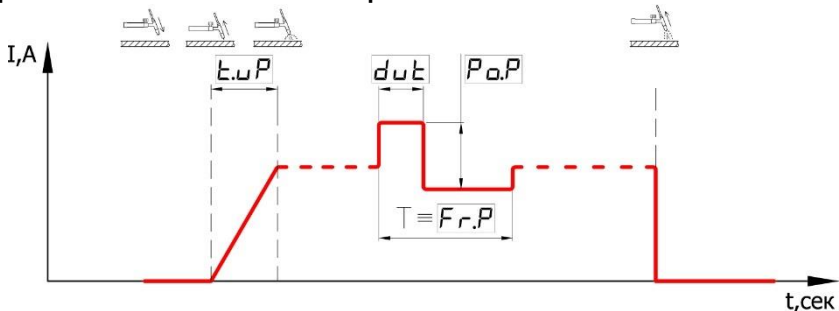 I,A
t.uP
dut
Po.P
T ≡ Fr.P
t,сек